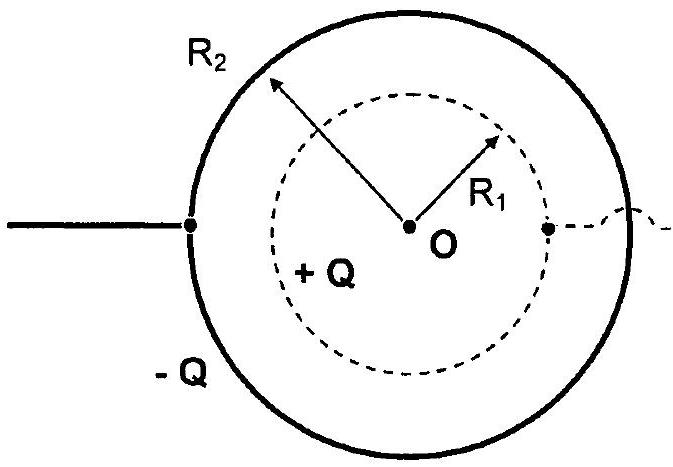 R₂
R₁
O
+ Q
- Q